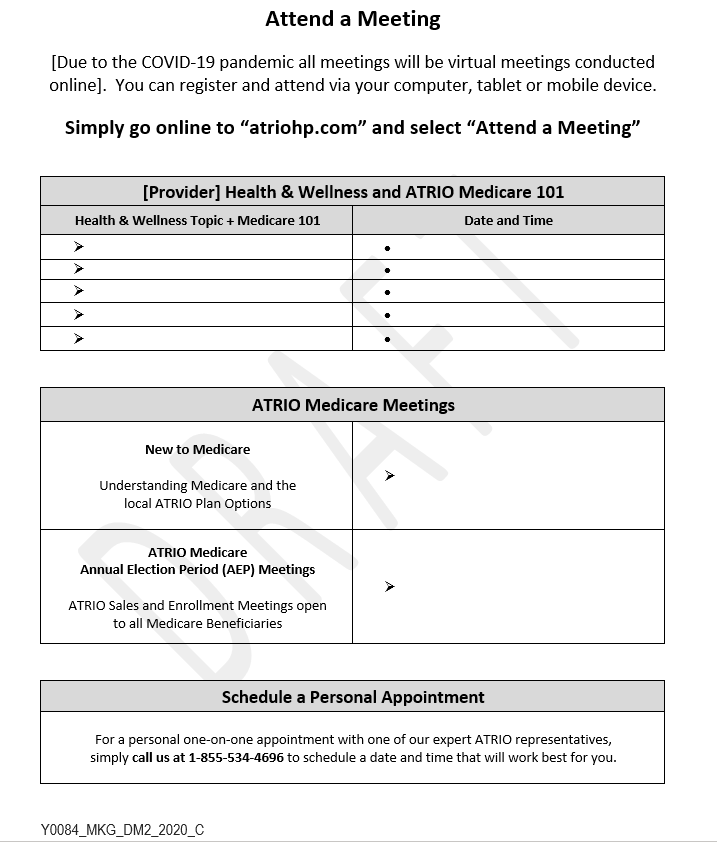 Attend a Meeting
[Due to the COVID-19 pandemic all meetings will be virtual meetings conducted
online].  You can register and attend via your computer, tablet or mobile device.
Simply go online to “atriohp.com” and select “Attend a Meeting”
[Provider] Health & Wellness and ATRIO Medicare 101
Health & Wellness Topic + Medicare 101
Date and Time
ATRIO Medicare Meetings
New to Medicare
Understanding Medicare and the
local ATRIO Plan Options
ATRIO Medicare
Annual Election Period (AEP) Meetings
ATRIO Sales and Enrollment Meetings open
to all Medicare Beneficiaries
Schedule a Personal Appointment
For a personal one-on-one appointment with one of our expert ATRIO representatives,
simply call us at 1-855-534-4696 to schedule a date and time that will work best for you.
Y0084_MKG_DM2_2020_C
DRAFT